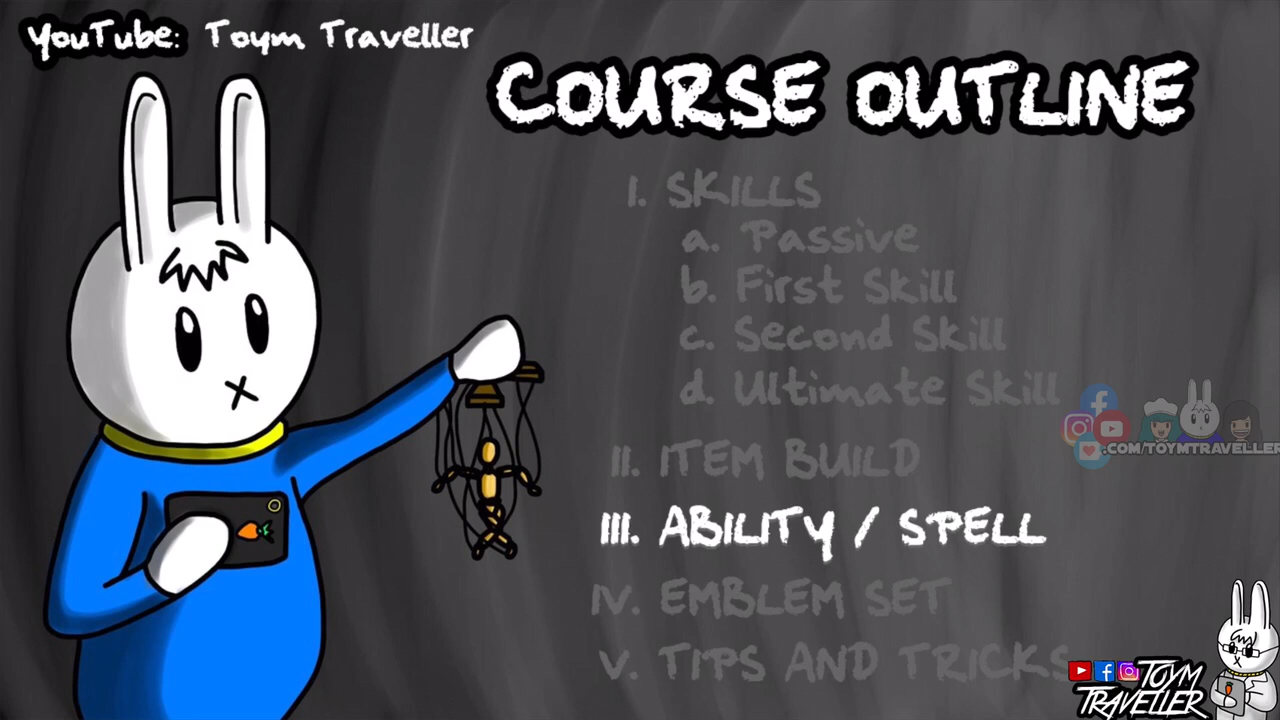 YouTube: Toym Traveller
COURSE OUTLINE
I. SKILLS
a. Passive
b. First Skill
c. Second Skill
d. Ultimate Skill
.COM/TOYMTRAVELLER
II. ITEM BUILD
III. ABILITY / SPELL
IV. EMBLEM SET
V. TIPS AND TRICKS
TOYM
TRAVELLER